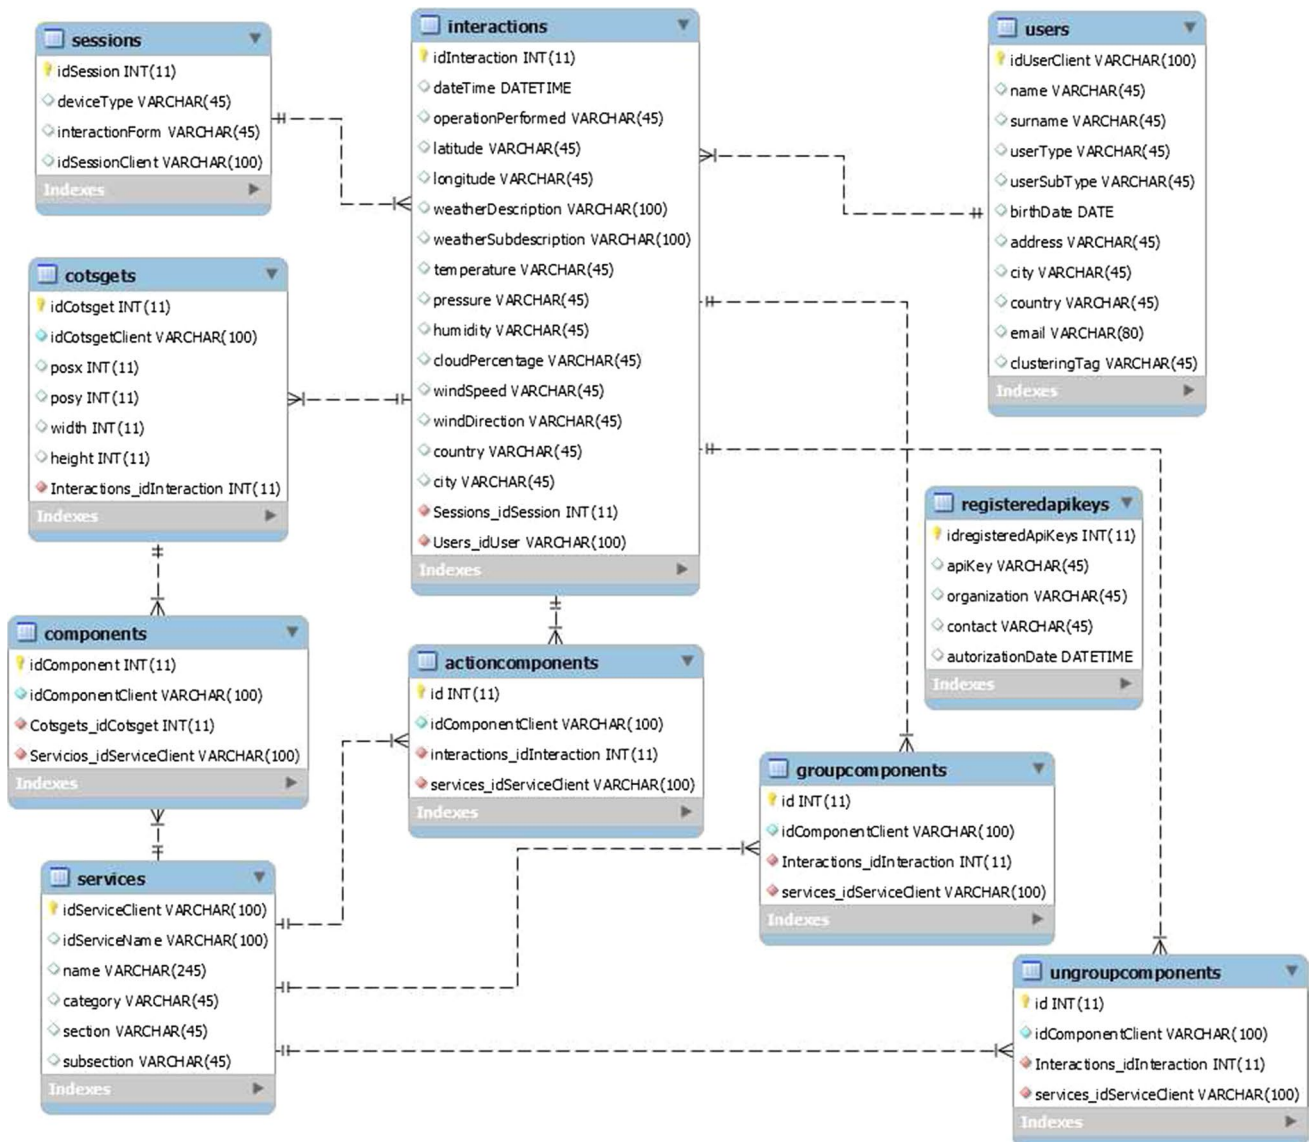 sessions
idSession INT(11)
deviceType VARCHAR(45)
interactionForm VARCHAR(45)
idSessionClient VARCHAR(100)
Indexes
interactions
idInteraction INT(11)
dateTime DATETIME
operationPerformed VARCHAR(45)
latitude VARCHAR(45)
longitude VARCHAR(45)
weatherDescription VARCHAR(100)
weatherSubdescription VARCHAR(100)
temperature VARCHAR(45)
pressure VARCHAR(45)
humidity VARCHAR(45)
cloudPercentage VARCHAR(45)
windSpeed VARCHAR(45)
windDirection VARCHAR(45)
country VARCHAR(45)
city VARCHAR(45)
Sessions_idSession INT(11)
Users_idUser VARCHAR(100)
Indexes
users
idUserClient VARCHAR(100)
name VARCHAR(45)
surname VARCHAR(45)
userType VARCHAR(45)
userSubType VARCHAR(45)
birthDate DATE
address VARCHAR(45)
city VARCHAR(45)
country VARCHAR(45)
email VARCHAR(80)
clusteringTag VARCHAR(45)
Indexes
cotsgets
idCotsget INT(11)
idCotsgetClient VARCHAR(100)
posx INT(11)
posy INT(11)
width INT(11)
height INT(11)
Interactions_idInteraction INT(11)
Indexes
registeredapikeys
idregisteredApiKeys INT(11)
apiKey VARCHAR(45)
organization VARCHAR(45)
contact VARCHAR(45)
autorizationDate DATETIME
Indexes
components
idComponent INT(11)
idComponentClient VARCHAR(100)
Cotsgets_idCotsget INT(11)
Servicios_idServiceClient VARCHAR(100)
Indexes
actioncomponents
id INT(11)
idComponentClient VARCHAR(100)
interactions_idInteraction INT(11)
services_idServiceClient VARCHAR(100)
Indexes
groupcomponents
id INT(11)
idComponentClient VARCHAR(100)
Interactions_idInteraction INT(11)
services_idServiceClient VARCHAR(100)
Indexes
services
idServiceClient VARCHAR(100)
idServiceName VARCHAR(100)
name VARCHAR(245)
category VARCHAR(45)
section VARCHAR(45)
subsection VARCHAR(45)
Indexes
ungroupcomponents
id INT(11)
idComponentClient VARCHAR(100)
Interactions_idInteraction INT(11)
services_idServiceClient VARCHAR(100)
Indexes